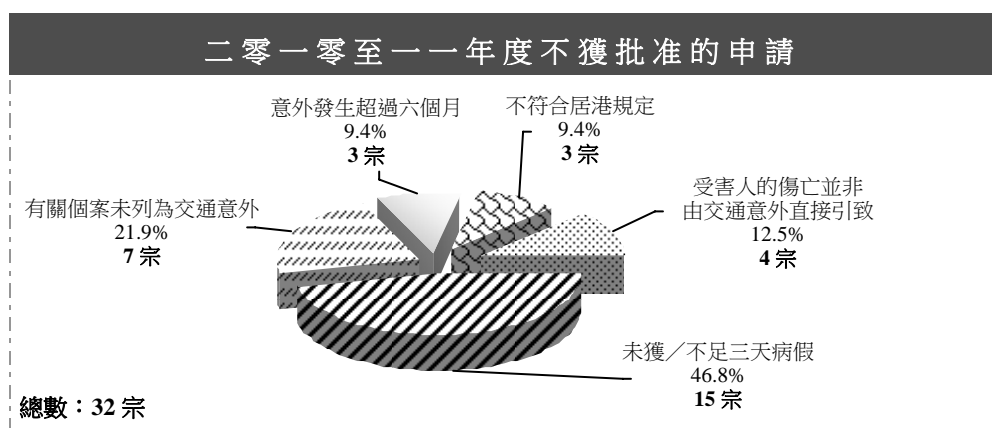 二零一零至一一年度不獲批准的申請
意外發生超過六個月
9.4%
3 宗
不符合居港規定
9.4%
3 宗
有關個案未列為交通意外
21.9%
7 宗
受害人的傷亡並非
由交通意外直接引致
12.5%
4 宗
未獲／不足三天病假
46.8%
15 宗
總數：32 宗